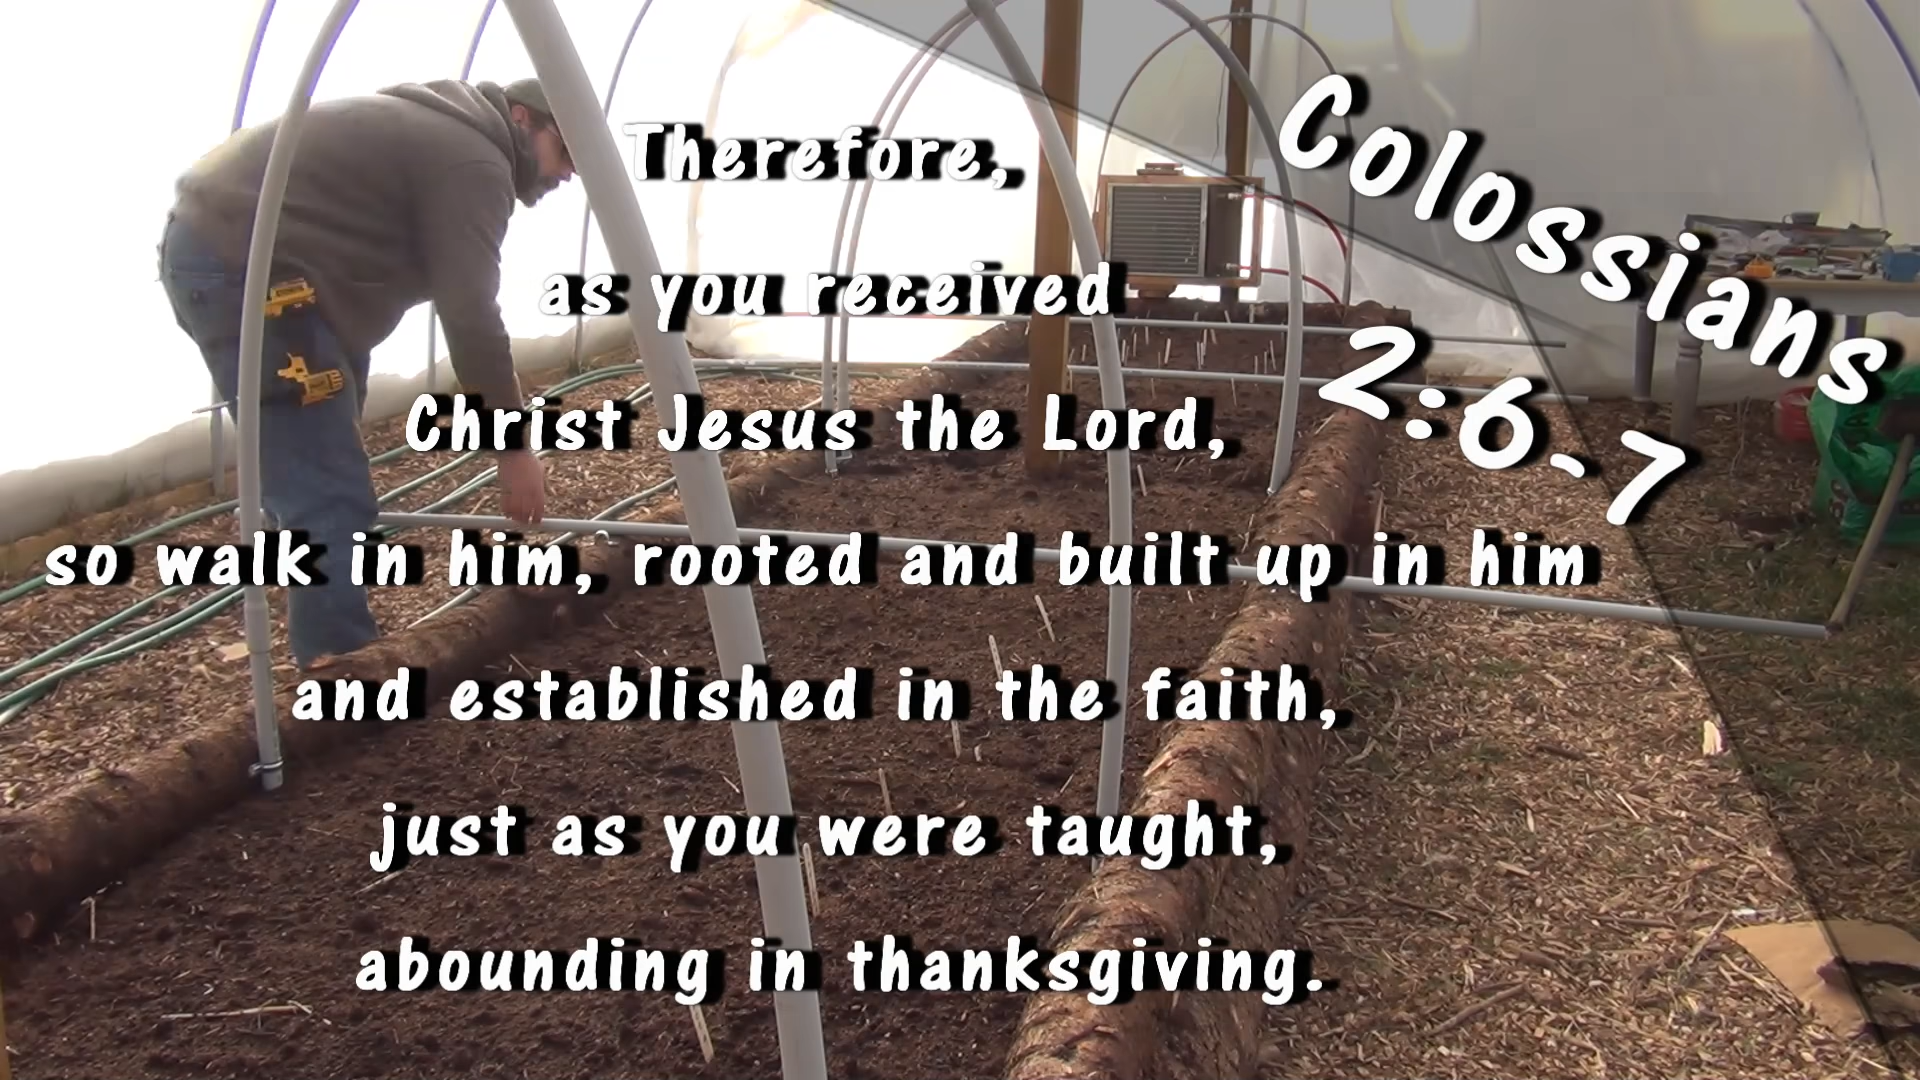 Therefore,
as you received
Christ Jesus the Lord,
so walk in him, rooted and built up in him
and established in the faith,
just as you were taught,
abounding in thanksgiving.
Colossians
2:6-7